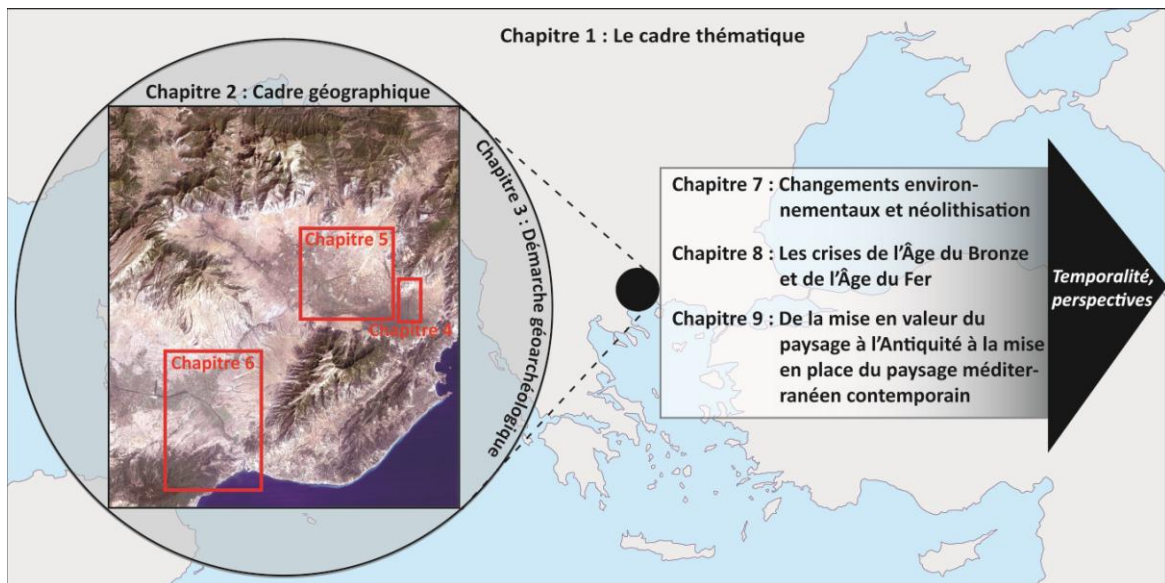 Chapitre 1 : Le cadre thématique
Chapitre 2 : Cadre géographique
Chapitre 3 : Démarche géoarchéologique
Chapitre 5
Chapitre 4
Chapitre 6
Chapitre 7 : Changements environ-
nementaux et néolithisation
Chapitre 8 : Les crises de l’Âge du Bronze
et de l’Âge du Fer
Chapitre 9 : De la mise en valeur du
paysage à l’Antiquité à la mise
en place du paysage méditer-
ranéen contemporain
Temporalité,
perspectives